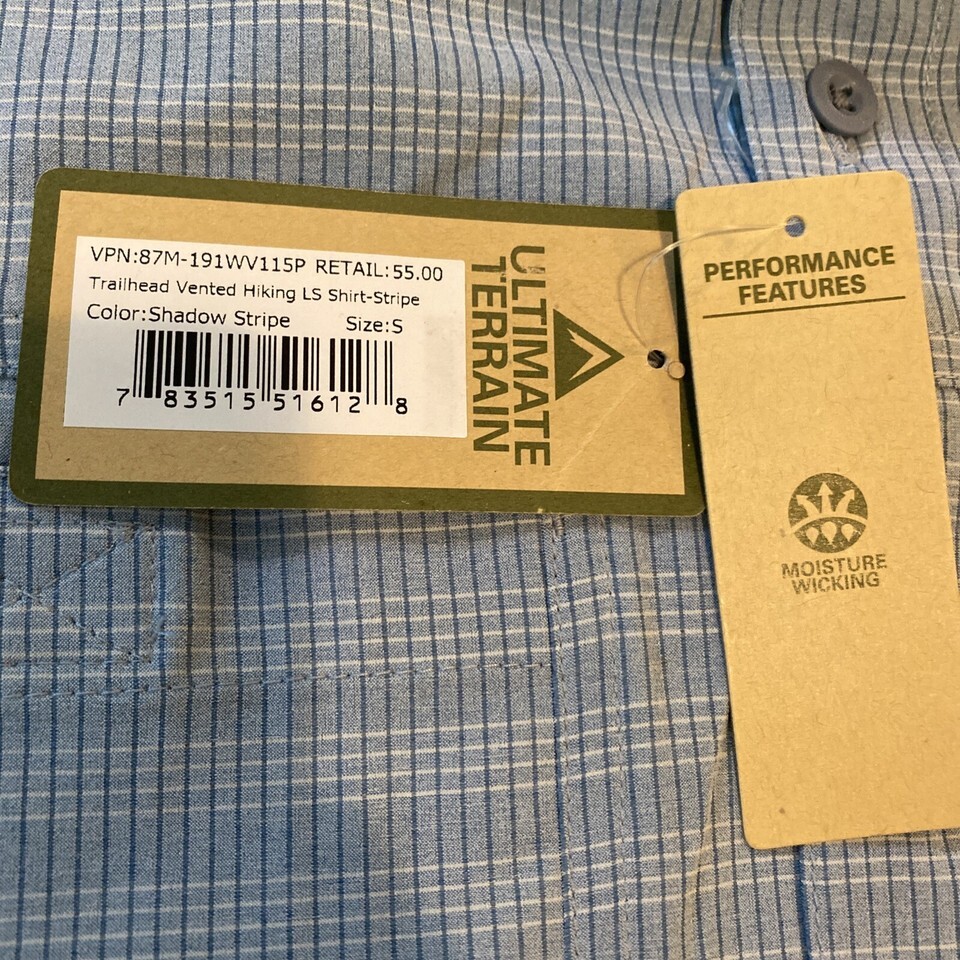 VPN:87M-191WV115P RETAIL:55.00
Trailhead Vented Hiking LS Shirt-Stripe
Color:Shadow Stripe Size:S
7 83515 51612 8
ULTIMATE
TERRAIN
PERFORMANCE
FEATURES
MOISTURE
WICKING